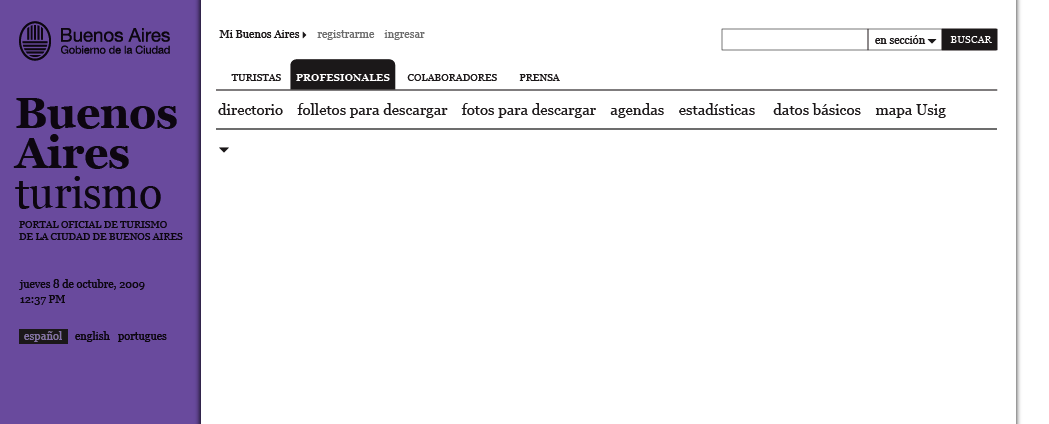 Buenos Aires
Gobierno de la Ciudad
Buenos
Aires
turismo
PORTAL OFICIAL DE TURISMO
DE LA CIUDAD DE BUENOS AIRES
jueves 8 de octubre, 2009
12:37 PM
español english portugues
Mi Buenos Aires registrarme ingresar
en sección BUSCAR
TURISTAS PROFESIONALES COLABORADORES PRENSA
directorio folletos para descargar fotos para descargar agendas estadísticas datos básicos mapa Usig